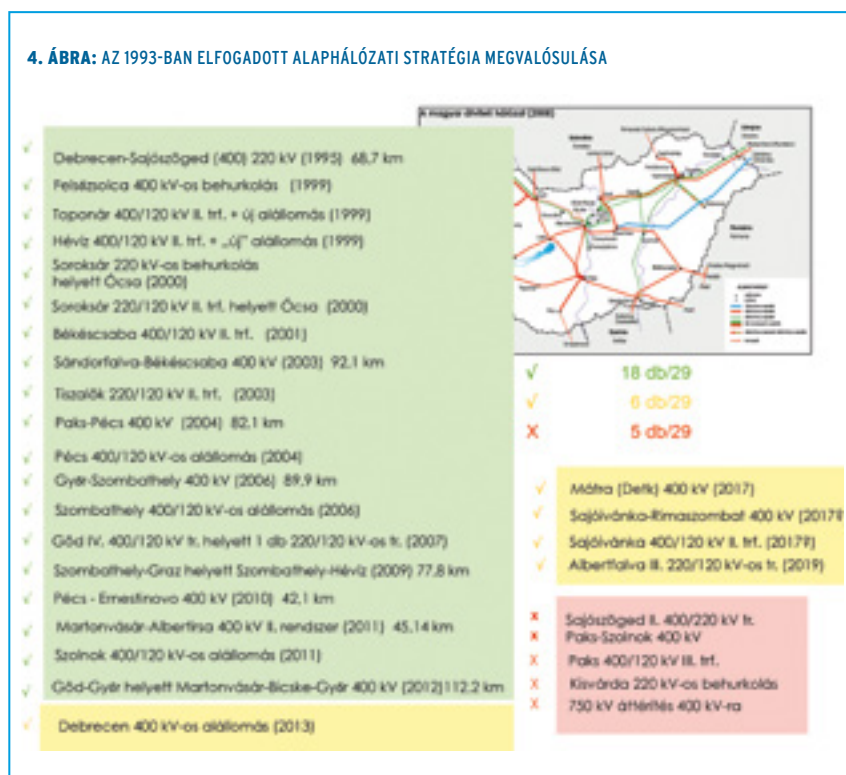 4. ÁBRA: AZ 1993-BAN ELFOGADOTT ALAPHÁLÓZATI STRATÉGIA MEGVALÓSULÁSA
A magyar átviteli hálózat (2008)
√ Debrecen-Sajószöged (400) 220 kV (1995) 68,7 km
√ Felsőzsolca 400 kV-os behurkolás (1999)
√ Toponár 400/120 kV II. trf. + új alállomás (1999)
√ Hévíz 400/120 kV II. trf. + „új" alállomás (1999)
√ Soroksár 220 kV-os behurkolás
helyett Ócsa (2000)
√ Soroksár 220/120 kV II. trf. helyett Ócsa (2000)
√ Békéscsaba 400/120 kV II. trf. (2001)
√ Sándorfalva-Békéscsaba 400 kV (2003) 92,1 km
√ Tiszalök 220/120 kV II. trf. (2003)
√ Paks-Pécs 400 kV (2004) 82,1 km
√ Pécs 400/120 kV-os alállomás (2004)
√ Győr-Szombathely 400 kV (2006) 89,9 km
√ Szombathely 400/120 kV-os alállomás (2006)
√ Göd IV. 400/120 kV tr. helyett 1 db 220/120 kV-os tr. (2007)
√ Szombathely-Graz helyett Szombathely-Hévíz (2009) 77,8 km
√ Pécs - Ernestinovo 400 kV (2010) 42,1 km
√ Martonvásár-Albertirsa 400 kV II. rendszer (2011) 45,14 km
√ Szolnok 400/120 kV-os alállomás (2011)
√ Göd-Győr helyett Martonvásár-Bicske-Győr 400 kV (2012)112.2 km
√ Debrecen 400 kV-os alállomás (2013)
√ 18 db/29
√ 6 db/29
X 5 db/29
√ Mátra (Detk) 400 kV (2017)
√ Sajóivánka-Rimaszombat 400 kV (2017?)
√ Sajóivánka 400/120 kV II. trf. (2017?)
√ Albertfalva III. 220/120 kV-os tr. (2019)
x Sajószöged II. 400/220 kV tr.
x Paks-Szolnok 400 kV
X Paks 400/120 kV III. trf.
X Kisvárda 220 kV-os behurkolás
X 750 kV áttérítés 400 kV-ra